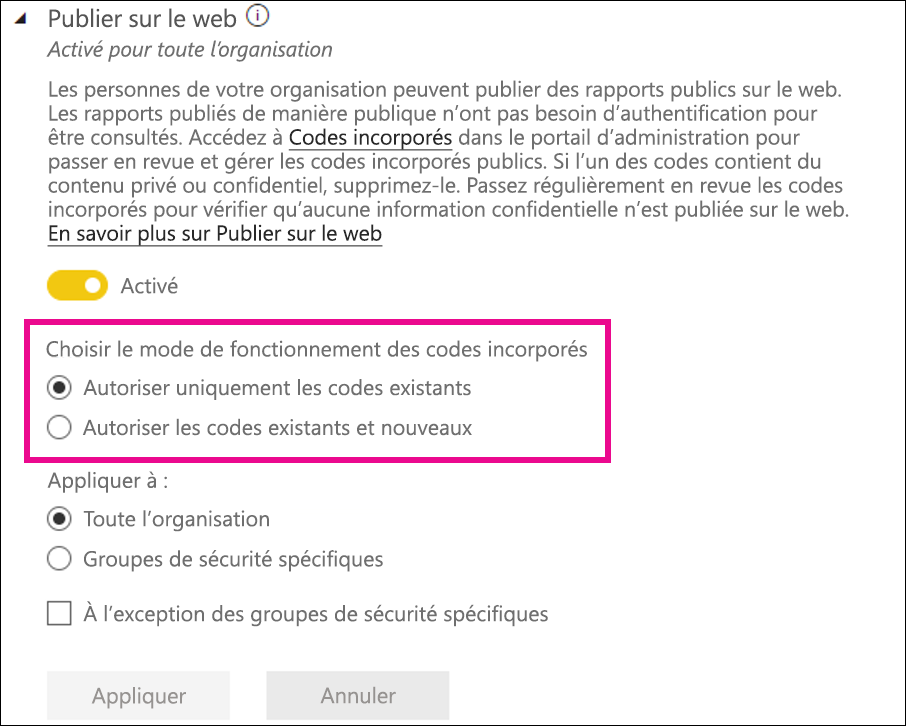 Publier sur le web
Activé pour toute l’organisation
Les personnes de votre organisation peuvent publier des rapports publics sur le web.
Les rapports publiés de manière publique n’ont pas besoin d’authentification pour
être consultés. Accédez à Codes incorporés dans le portail d’administration pour
passer en revue et gérer les codes incorporés publics. Si l’un des codes contient du
contenu privé ou confidentiel, supprimez-le. Passez régulièrement en revue les codes
incorporés pour vérifier qu’aucune information confidentielle n’est publiée sur le web.
En savoir plus sur Publier sur le web
Activé
Choisir le mode de fonctionnement des codes incorporés
Autoriser uniquement les codes existants
Autoriser les codes existants et nouveaux
Appliquer à :
Toute l’organisation
Groupes de sécurité spécifiques
À l’exception des groupes de sécurité spécifiques
Appliquer
Annuler